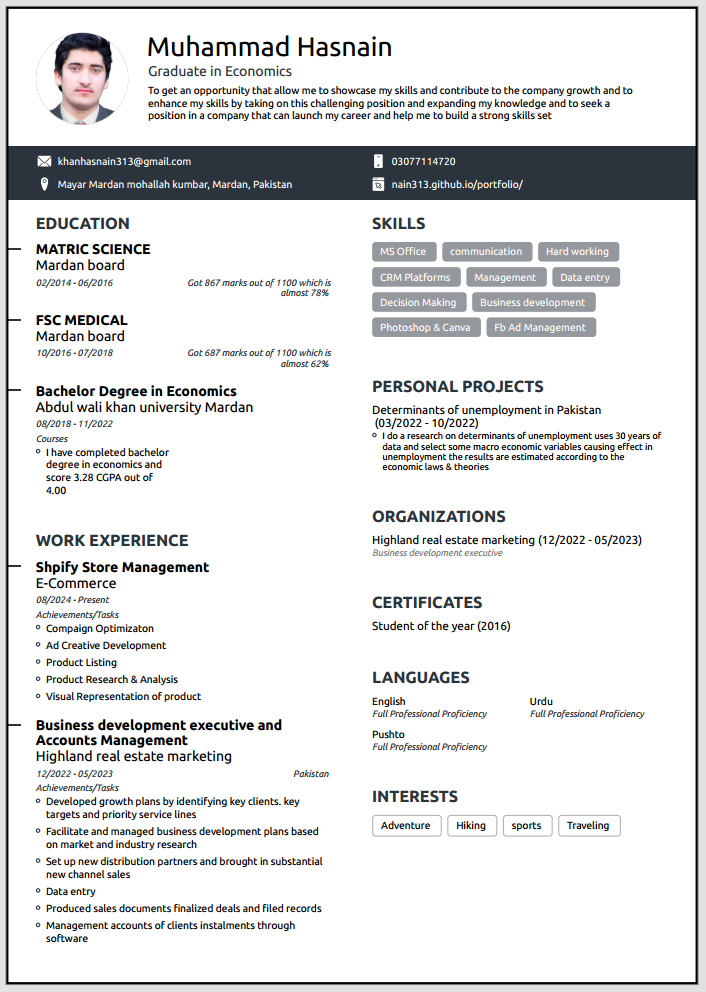 Muhammad Hasnain
Graduate in Economics
To get an opportunity that allow me to showcase my skills and contribute to the company growth and to
enhance my skills by taking on this challenging position and expanding my knowledge and to seek a
position in a company that can launch my career and help me to build a strong skills set
khanhasnain313@gmail.com
03077114720
Mayar Mardan mohallah kumbar, Mardan, Pakistan
nain313.github.io/portfolio/
EDUCATION
MATRIC SCIENCE
Mardan board
02/2014 - 06/2016
Got 867 marks out of 1100 which is
almost 78%
FSC MEDICAL
Mardan board
10/2016 - 07/2018
Got 687 marks out of 1100 which is
almost 62%
Bachelor Degree in Economics
Abdul wali khan university Mardan
08/2018 - 11/2022
Courses
I have completed bachelor
degree in economics and
score 3.28 CGPA out of
4.00
WORK EXPERIENCE
Shpify Store Management
E-Commerce
08/2024 - Present
Achievements/Tasks
Compaign Optimizaton
Ad Creative Development
Product Listing
Product Research & Analysis
Visual Representation of product
Business development executive and
Accounts Management
Highland real estate marketing
12/2022 - 05/2023
Pakistan
Achievements/Tasks
Developed growth plans by identifying key clients. key
targets and priority service lines
Facilitate and managed business development plans based
on market and industry research
Set up new distribution partners and brought in substantial
new channel sales
Data entry
Produced sales documents finalized deals and filed records
Management accounts of clients instalments through
software
SKILLS
MS Office communication Hard working
CRM Platforms Management Data entry
Decision Making Business development
Photoshop & Canva Fb Ad Management
PERSONAL PROJECTS
Determinants of unemployment in Pakistan
(03/2022 - 10/2022)
I do a research on determinants of unemployment uses 30 years of
data and select some macro economic variables causing effect in
unemployment the results are estimated according to the
economic laws & theories
ORGANIZATIONS
Highland real estate marketing (12/2022 - 05/2023)
Business development executive
CERTIFICATES
Student of the year (2016)
LANGUAGES
English
Full Professional Proficiency
Urdu
Full Professional Proficiency
Pushto
Full Professional Proficiency
INTERESTS
Adventure Hiking sports Traveling